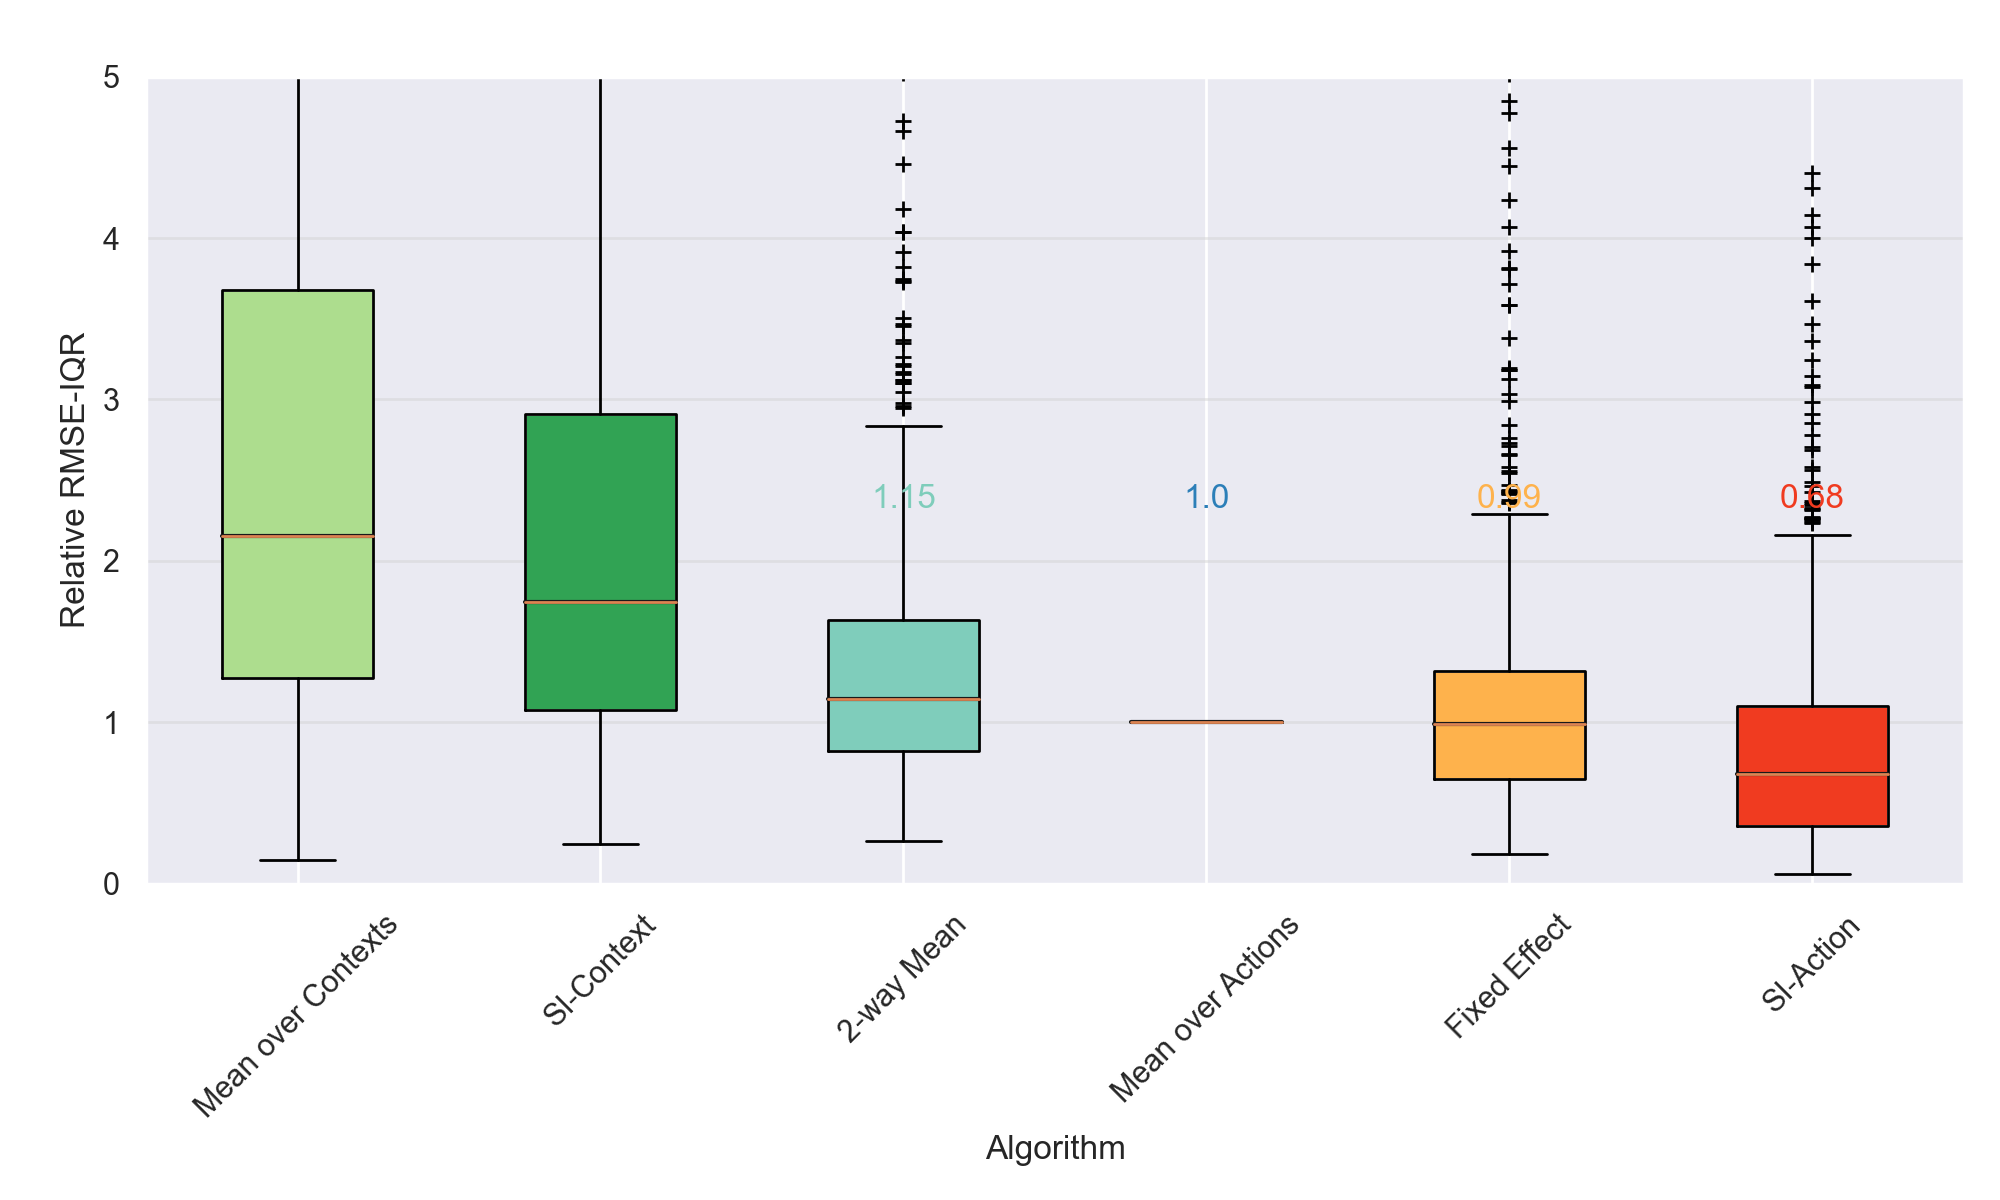 5
4
3
2
1
0
Relative RMSE-IQR
1.15
1.0
0.99
0.68
Mean over Contexts
SI-Context
2-way Mean
Mean over Actions
Fixed Effect
SI-Action
Algorithm